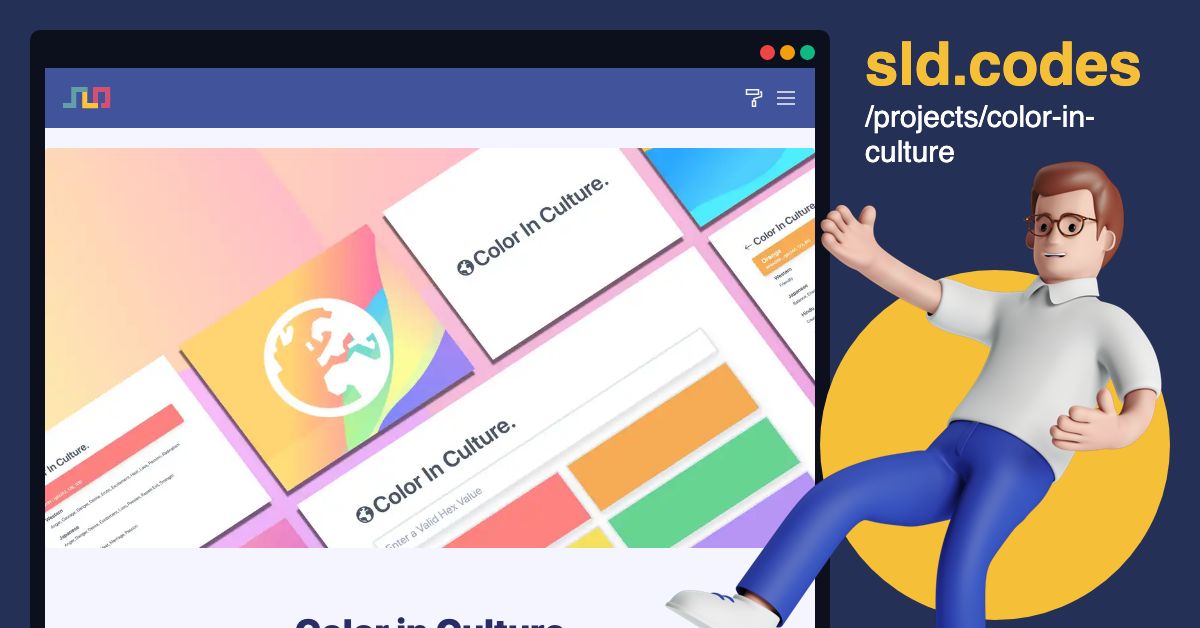 sld.codes
/projects/color-in-
culture
Color In Culture.
← Color In Culture
Orange
Western
Friendly
Japanese
Hindu
Color In Culture.
Enter a Valid Hex Value
r In Culture.
Western
Japanese
Color in Culture